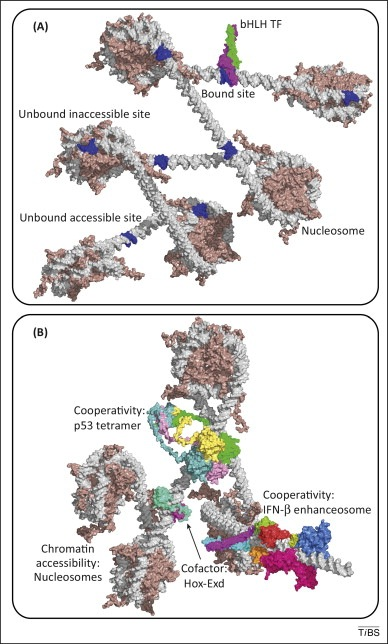 (A)
bHLH TF
Bound site
Unbound inaccessible site
Unbound accessible site
Nucleosome
(B)
Cooperativity:
p53 tetramer
Cooperativity:
IFN-β enhanceosome
Chromatin
accessibility:
Nucleosomes
Cofactor:
Hox-Exd
TiBS